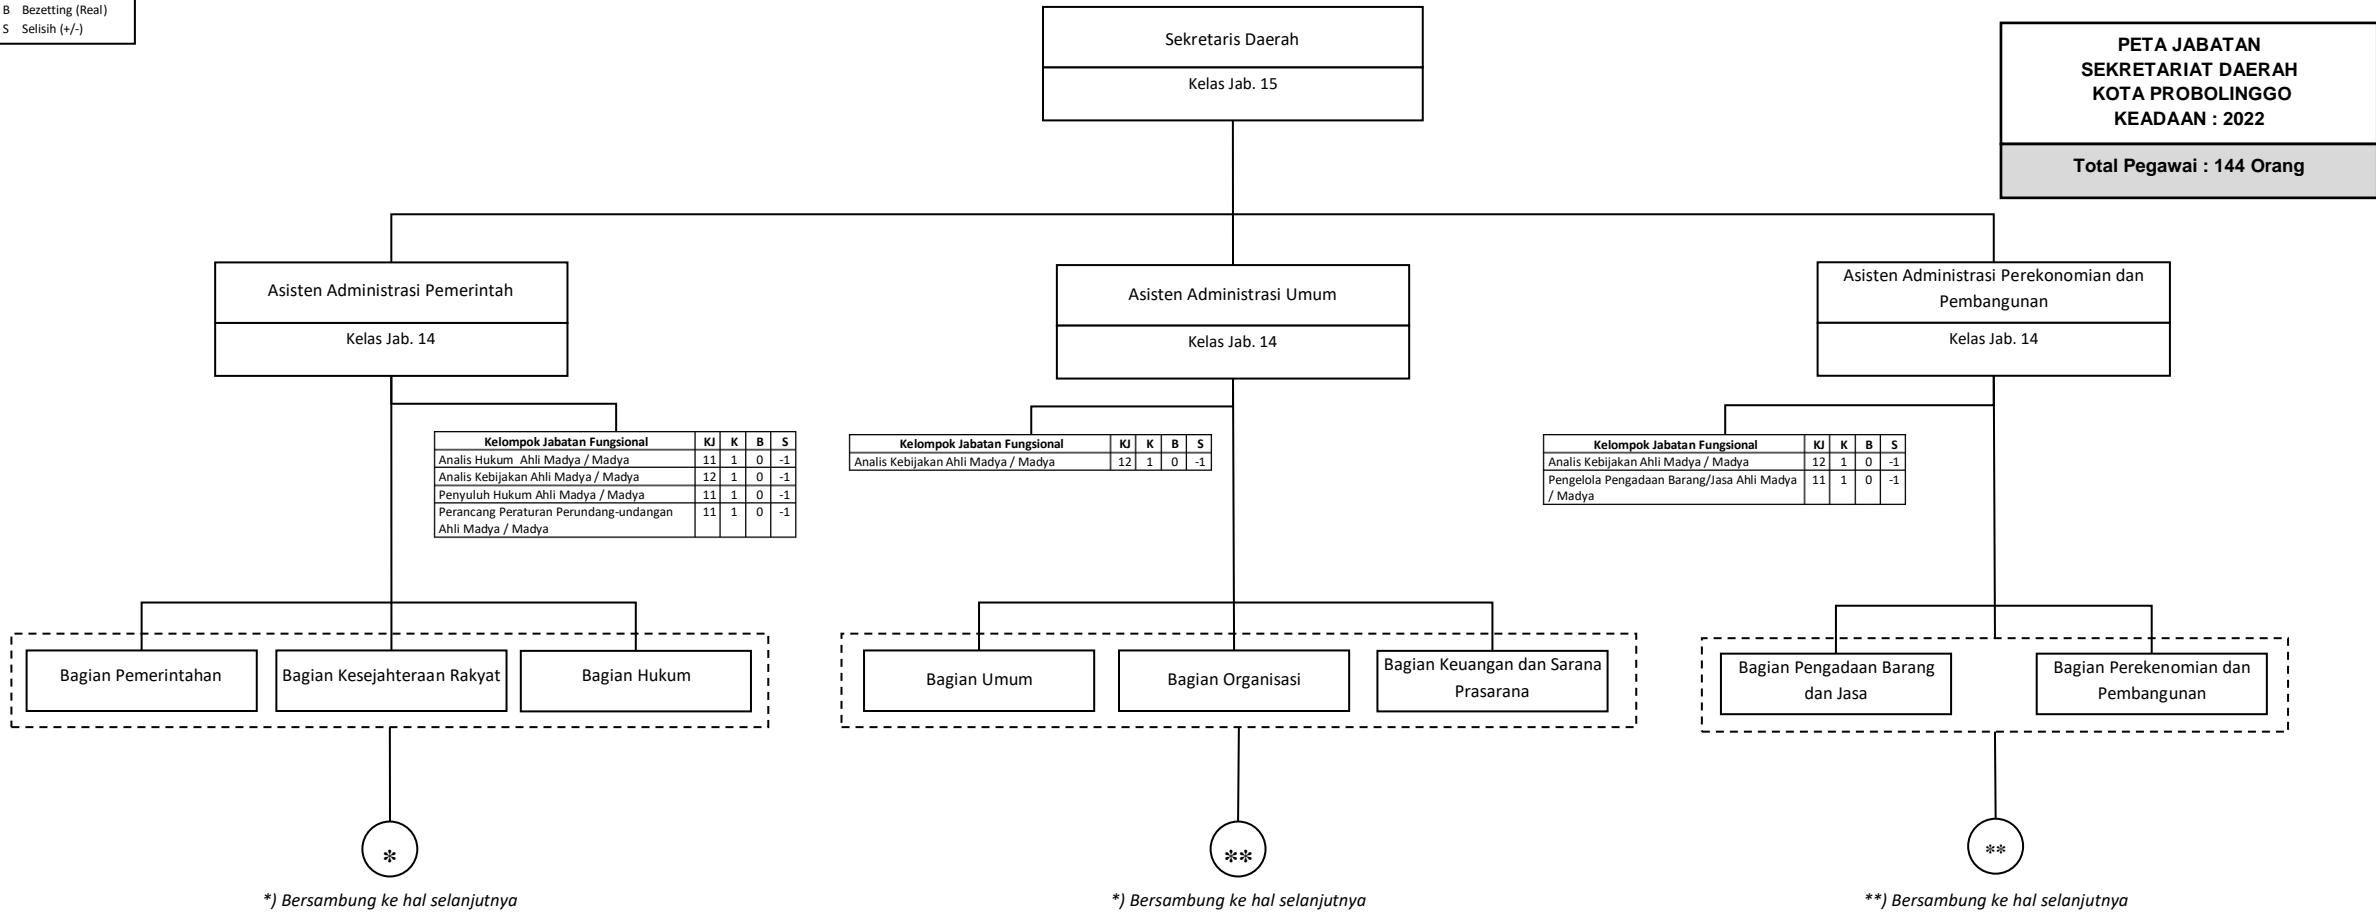 B Bezetting (Real)
S Selisih (+/-)
PETA JABATAN
SEKRETARIAT DAERAH
KOTA PROBOLINGGO
KEADAAN : 2022
Total Pegawai : 144 Orang
Sekretaris Daerah
Kelas Jab. 15
Asisten Administrasi Pemerintah
Kelas Jab. 14
Asisten Administrasi Umum
Kelas Jab. 14
Asisten Administrasi Perekonomian dan
Pembangunan
Kelas Jab. 14
Kelompok Jabatan Fungsional KJ K B S
Analis Hukum Ahli Madya / Madya 11 1 0 -1
Analis Kebijakan Ahli Madya / Madya 12 1 0 -1
Penyuluh Hukum Ahli Madya / Madya 11 1 0 -1
Perancang Peraturan Perundang-undangan 11 1 0 -1
Ahli Madya / Madya
Kelompok Jabatan Fungsional KJ K B S
Analis Kebijakan Ahli Madya / Madya 12 1 0 -1
Kelompok Jabatan Fungsional KJ K B S
Analis Kebijakan Ahli Madya / Madya 12 1 0 -1
Pengelola Pengadaan Barang/Jasa Ahli Madya 11 1 0 -1
/ Madya
Bagian Pemerintahan
Bagian Kesejahteraan Rakyat
Bagian Hukum
Bagian Umum
Bagian Organisasi
Bagian Keuangan dan Sarana
Prasarana
Bagian Pengadaan Barang
dan Jasa
Bagian Perekenomian dan
Pembangunan
*
**
**
*) Bersambung ke hal selanjutnya
*) Bersambung ke hal selanjutnya
**) Bersambung ke hal selanjutnya